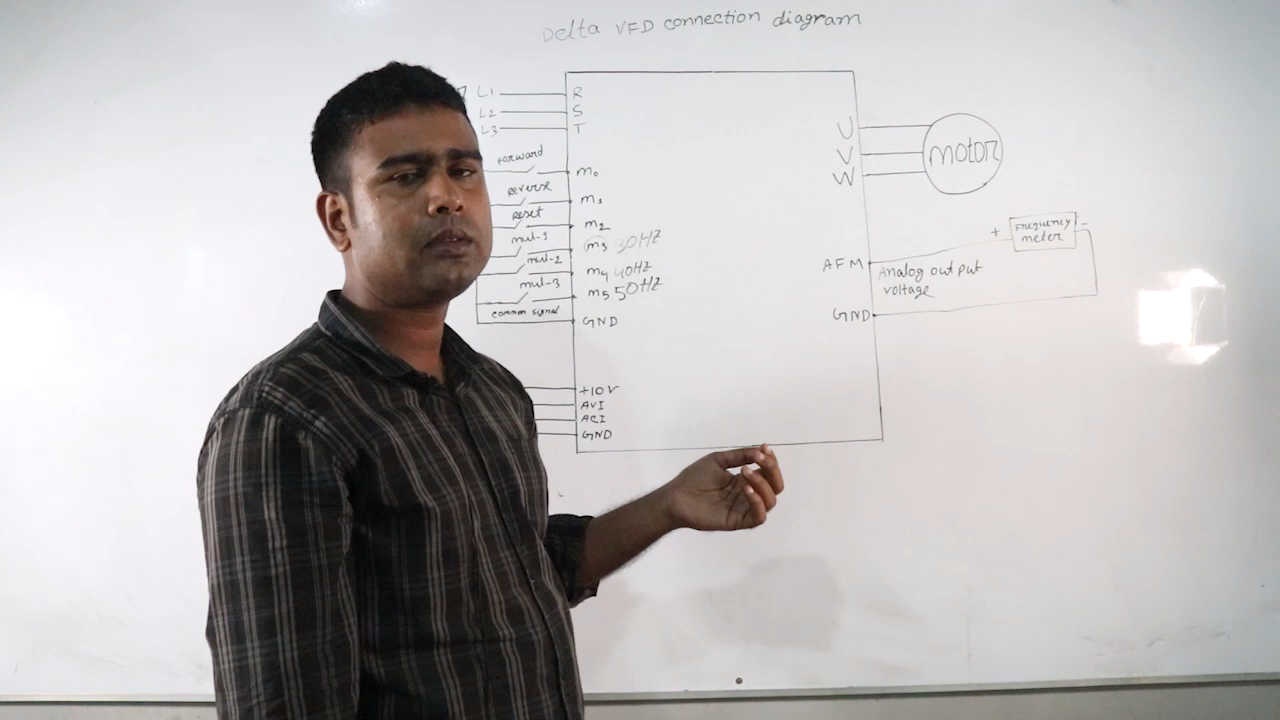 Delta VFD connection diagram
L1 R
L2 S
L3 T
forward m0
reverse m1
reset m2
mul-1 m3 30HZ
mul-2 m4 40HZ
mul-3 m5 50HZ
common signal GND
+10V
AVI
ACI
GND
U
V
W
motor
AFM
Analog output
voltage
GND
+
Frequency
meter
-